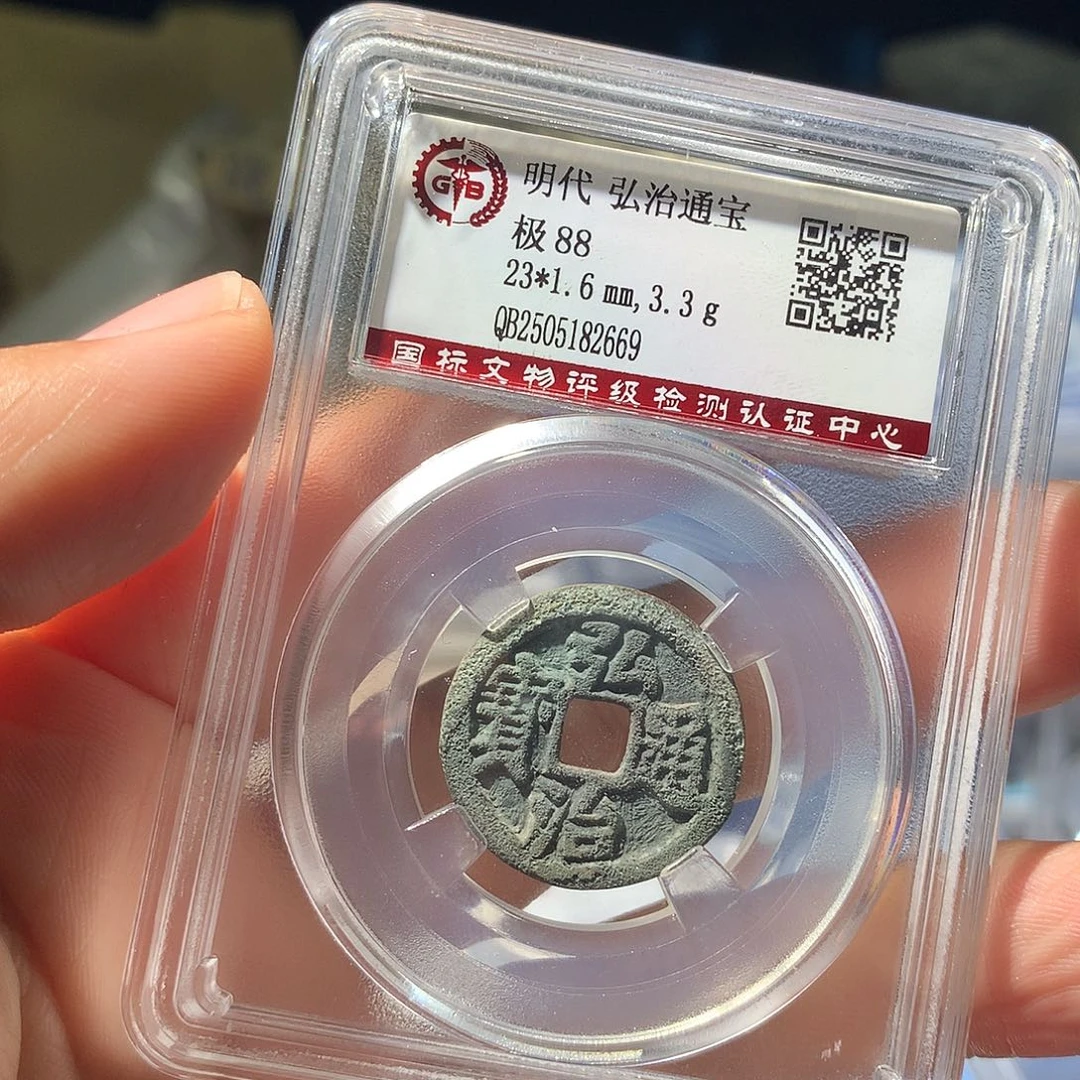 GB
明代 弘治通宝
极 88
23*1.6 mm, 3.3 g
QB2505182669
国标文物评级检测认证中心
弘治通寶